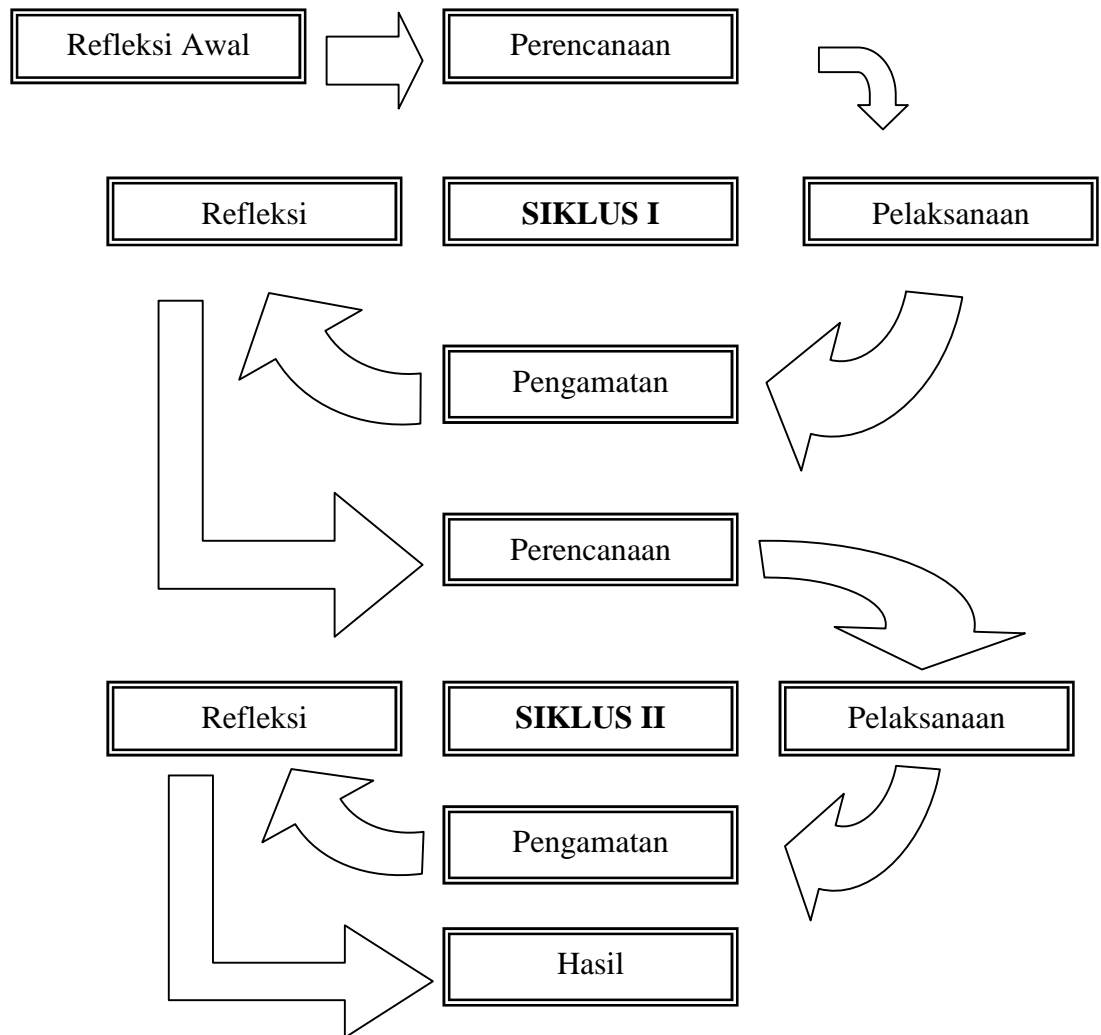 Refleksi Awal
Perencanaan
Refleksi
SIKLUS I
Pelaksanaan
Pengamatan
Perencanaan
Refleksi
SIKLUS II
Pelaksanaan
Pengamatan
Hasil